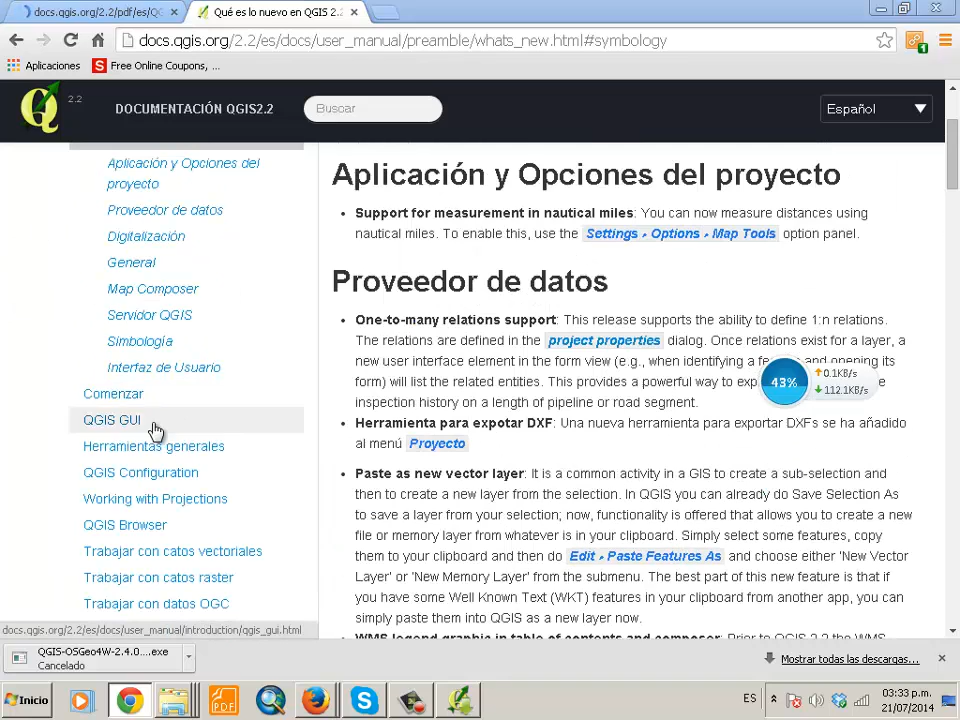 docs.qgis.org/2.2/pdf/es/QG
Qué es lo nuevo en QGIS 2.2.
docs.qgis.org/2.2/es/docs/user_manual/preamble/whats_new.html#symbology
1
Aplicaciones
S Free Online Coupons, ...
2.2
DOCUMENTACIÓN QGIS2.2
Buscar
Español
Aplicación y Opciones del
proyecto
Proveedor de datos
Digitalización
General
Map Composer
Servidor QGIS
Simbología
Interfaz de Usuario
Comenzar
QGIS GUI
Herramientas generales
QGIS Configuration
Working with Projections
QGIS Browser
Trabajar con catos vectoriales
Trabajar con catos raster
Trabajar con datos OGC
docs.qgis.org/2.2/es/docs/user_manual/introduction/qgis_gui.html
Aplicación y Opciones del proyecto
• Support for measurement in nautical miles: You can now measure distances using
nautical miles. To enable this, use the Settings ‣ Options ‣ Map Tools option panel.
Proveedor de datos
• One-to-many relations support: This release supports the ability to define 1:n relations.
The relations are defined in the project properties dialog. Once relations exist for a layer, a
new user interface element in the form view (e.g., when identifying a and opening its
form) will list the related entities. This provides a powerful way to
inspection history on a length of pipeline or road segment.
43%
0.1KB/s
112.1KB/s
• Herramienta para expotar DXF: Una nueva herramienta para exportar DXFs se ha añadido
al menú Proyecto
• Paste as new vector layer: It is a common activity in a GIS to create a sub-selection and
then to create a new layer from the selection. In QGIS you can already do Save Selection As
to save a layer from your selection; now, functionality is offered that allows you to create a new
file or memory layer from whatever is in your clipboard. Simply select some features, copy
them to your clipboard and then do Edit ‣ Paste Features As and choose either 'New Vector
Layer' or 'New Memory Layer' from the submenu. The best part of this new feature is that if
you have some Well Known Text (WKT) features in your clipboard from another app, you can
simply paste them into QGIS as a new layer now.
• WMS legend graphic in table of contents and composer: Prior to QGIS 2.2 the WMS
QGIS-OSGeo4W-2.4.0....exe
Cancelado
Mostrar todas las descargas...
Inicio
PDF
ES
03:33 p.m.
21/07/2014